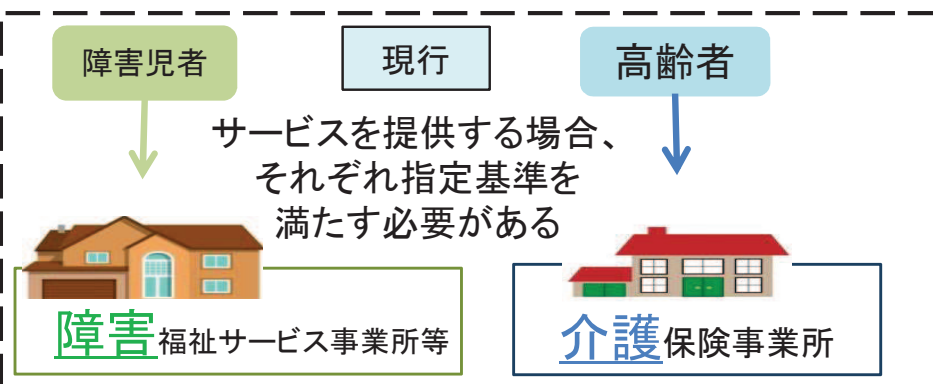 障害児者
現行
高齢者
サービスを提供する場合、
それぞれ指定基準を
満たす必要がある
障害福祉サービス事業所等
介護保険事業所